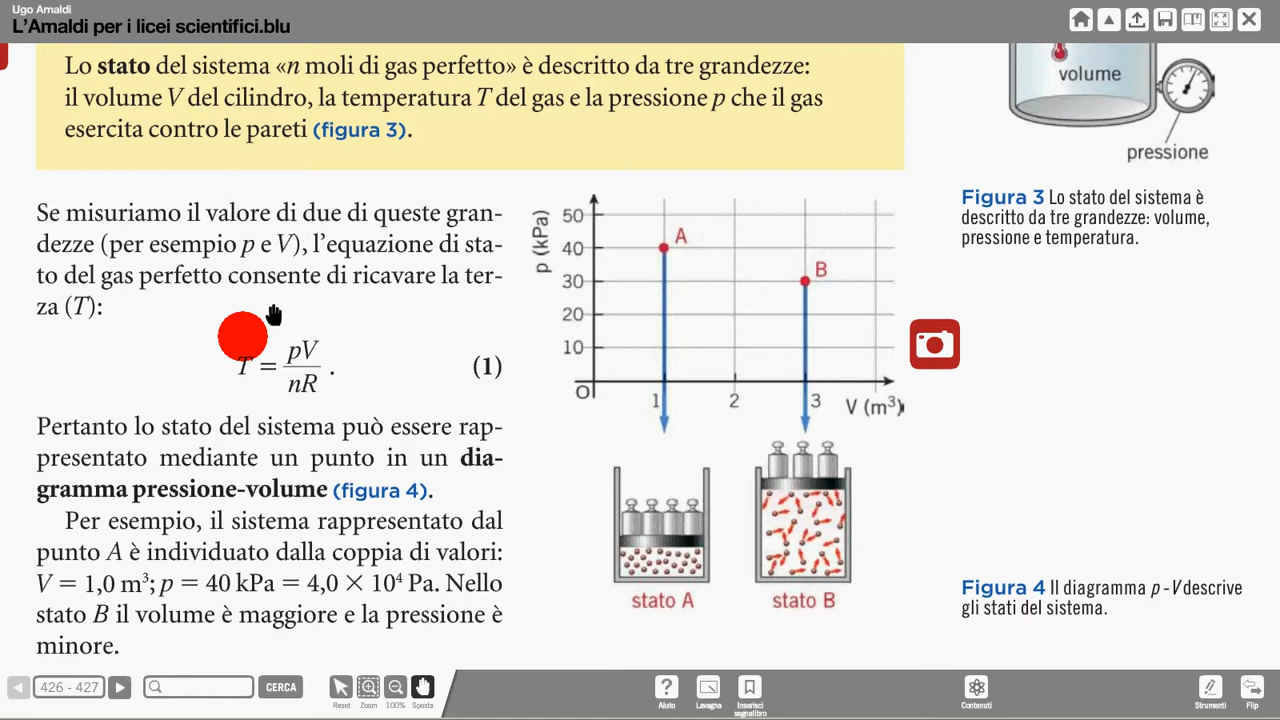 Ugo Amaldi
L'Amaldi per i licei scientifici.blu
Lo stato del sistema «n moli di gas perfetto» è descritto da tre grandezze:
il volume V del cilindro, la temperatura T del gas e la pressione p che il gas
esercita contro le pareti (figura 3).
volume
pressione
Figura 3 Lo stato del sistema è
descritto da tre grandezze: volume,
pressione e temperatura.
Se misuriamo il valore di due di queste gran-
dezze (per esempio p e V), l'equazione di sta-
to del gas perfetto consente di ricavare la ter-
za (T):
T = pV / nR . (1)
Pertanto lo stato del sistema può essere rap-
presentato mediante un punto in un dia-
gramma pressione-volume (figura 4).
Per esempio, il sistema rappresentato dal
punto A è individuato dalla coppia di valori:
V = 1,0 m³; p = 40 kPa = 4,0 × 10⁴ Pa. Nello
stato B il volume è maggiore e la pressione è
minore.
p (kPa)
50
40
30
20
10
O
1
2
3
V (m³)
A
B
stato A
stato B
Figura 4 Il diagramma p-V descrive
gli stati del sistema.
426 - 427
CERCA
Reset
Zoom
100%
Sposta
?
Aiuto
Lavagna
Inserisci
segnalibro
Contenuti
Strumenti
Flip